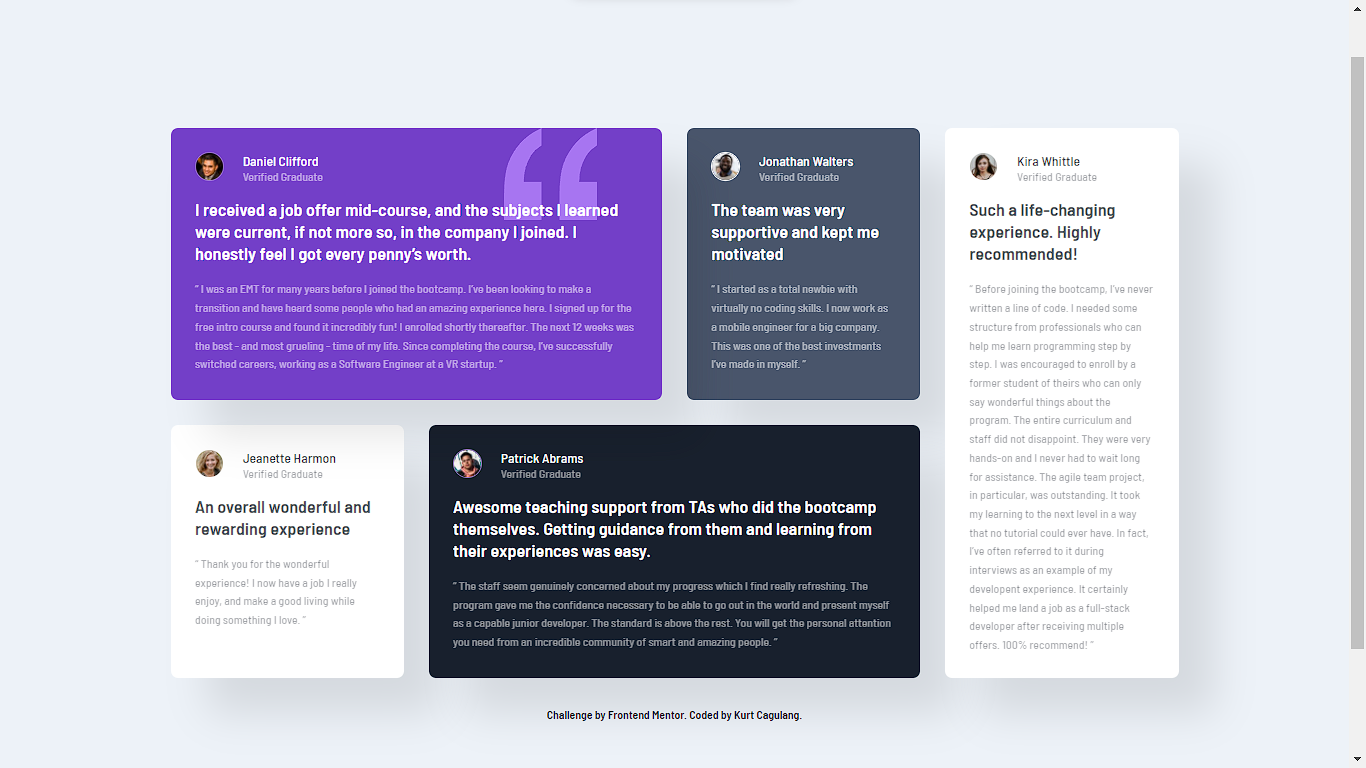 Daniel Clifford
Verified Graduate
I received a job offer mid-course, and the subjects I learned
were current, if not more so, in the company I joined. I
honestly feel I got every penny’s worth.
“ I was an EMT for many years before I joined the bootcamp. I’ve been looking to make a
transition and have heard some people who had an amazing experience here. I signed up for the
free intro course and found it incredibly fun! I enrolled shortly thereafter. The next 12 weeks was
the best - and most grueling - time of my life. Since completing the course, I’ve successfully
switched careers, working as a Software Engineer at a VR startup. ”
Jonathan Walters
Verified Graduate
The team was very
supportive and kept me
motivated
“ I started as a total newbie with
virtually no coding skills. I now work as
a mobile engineer for a big company.
This was one of the best investments
I’ve made in myself. ”
Kira Whittle
Verified Graduate
Such a life-changing
experience. Highly
recommended!
“ Before joining the bootcamp, I’ve never
written a line of code. I needed some
structure from professionals who can
help me learn programming step by
step. I was encouraged to enroll by a
former student of theirs who can only
say wonderful things about the
program. The entire curriculum and
staff did not disappoint. They were very
hands-on and I never had to wait long
for assistance. The agile team project,
in particular, was outstanding. It took
my learning to the next level in a way
that no tutorial could ever have. In fact,
I’ve often referred to it during
interviews as an example of my
developent experience. It certainly
helped me land a job as a full-stack
developer after receiving multiple
offers. 100% recommend! ”
Jeanette Harmon
Verified Graduate
An overall wonderful and
rewarding experience
“ Thank you for the wonderful
experience! I now have a job I really
enjoy, and make a good living while
doing something I love. ”
Patrick Abrams
Verified Graduate
Awesome teaching support from TAs who did the bootcamp
themselves. Getting guidance from them and learning from
their experiences was easy.
“ The staff seem genuinely concerned about my progress which I find really refreshing. The
program gave me the confidence necessary to be able to go out in the world and present myself
as a capable junior developer. The standard is above the rest. You will get the personal attention
you need from an incredible community of smart and amazing people. ”
Challenge by Frontend Mentor. Coded by Kurt Cagulang.